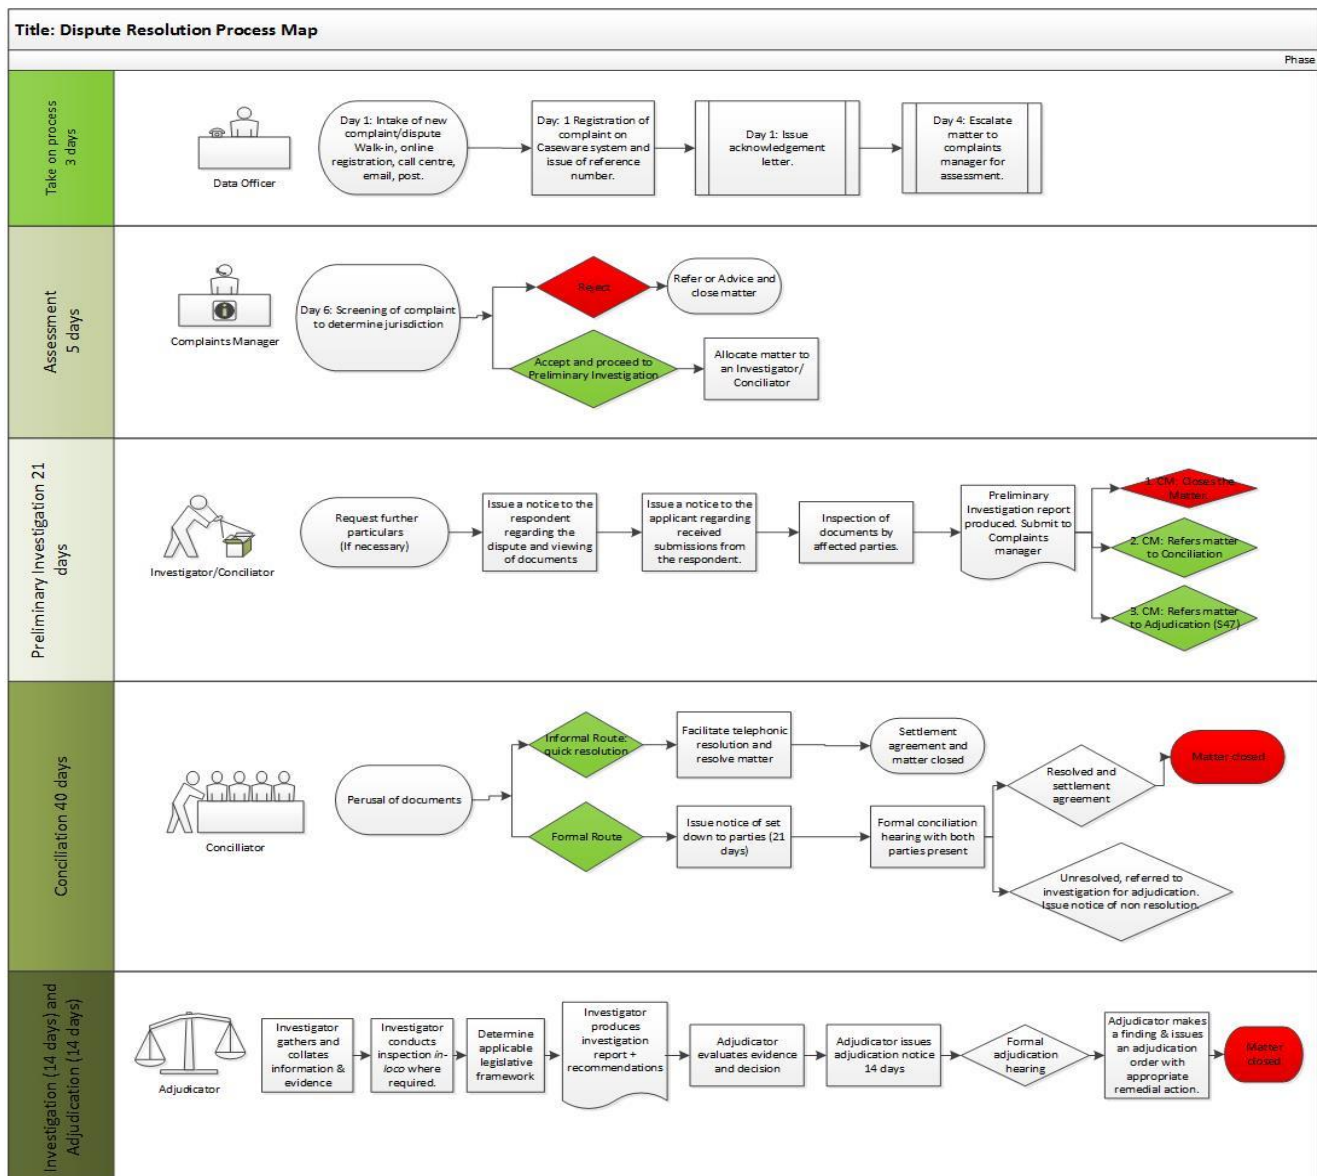 Title: Dispute Resolution Process Map
Phase
Take on process
3 days
Data Officer
Day 1: Intake of new
complaint/dispute
Walk-in, online
registration, call centre,
email, post.
Day: 1 Registration of
complaint on
Caseware system and
issue of reference
number.
Day 1: Issue
acknowledgement
letter.
Day 4: Escalate
matter to
complaints
manager for
assessment.
Assessment
5 days
Complaints Manager
Day 6: Screening of complaint
to determine jurisdiction
Reject
Refer or Advice and
close matter
Accept and proceed to
Preliminary Investigation
Allocate matter to
an Investigator/
Conciliator
Preliminary Investigation 21
days
Investigator/Conciliator
Request further
particulars
(If necessary)
Issue a notice to the
respondent
regarding the
dispute and viewing
of documents
Issue a notice to the
applicant regarding
received
submissions from
the respondent.
Inspection of
documents by
affected parties.
Preliminary
Investigation report
produced. Submit to
Complaints
manager
1. CM: Closes the
Matter.
2. CM: Refers matter
to Conciliation
3. CM: Refers matter
to Adjudication (S47)
Conciliation 40 days
Concilliator
Perusal of documents
Informal Route:
quick resolution
Facilitate telephonic
resolution and
resolve matter
Settlement
agreement and
matter closed
Formal Route
Issue notice of set
down to parties (21
days)
Formal conciliation
hearing with both
parties present
Resolved and
settlement
agreement
Matter closed
Unresolved, referred to
investigation for adjudication.
Issue notice of non resolution.
Investigation (14 days) and
Adjudication (14 days)
Adjudicator
Investigator
gathers and
collates
information &
evidence
Investigator
conducts
inspection in-
loco where
required.
Determine
applicable
legislative
framework
Investigator
produces
investigation
report +
recommendations
Adjudicator
evaluates evidence
and decision
Adjudicator issues
adjudication notice
14 days
Formal
adjudication
hearing
Adjudicator makes
a finding & issues
an adjudication
order with
appropriate
remedial action.
Matter
closed